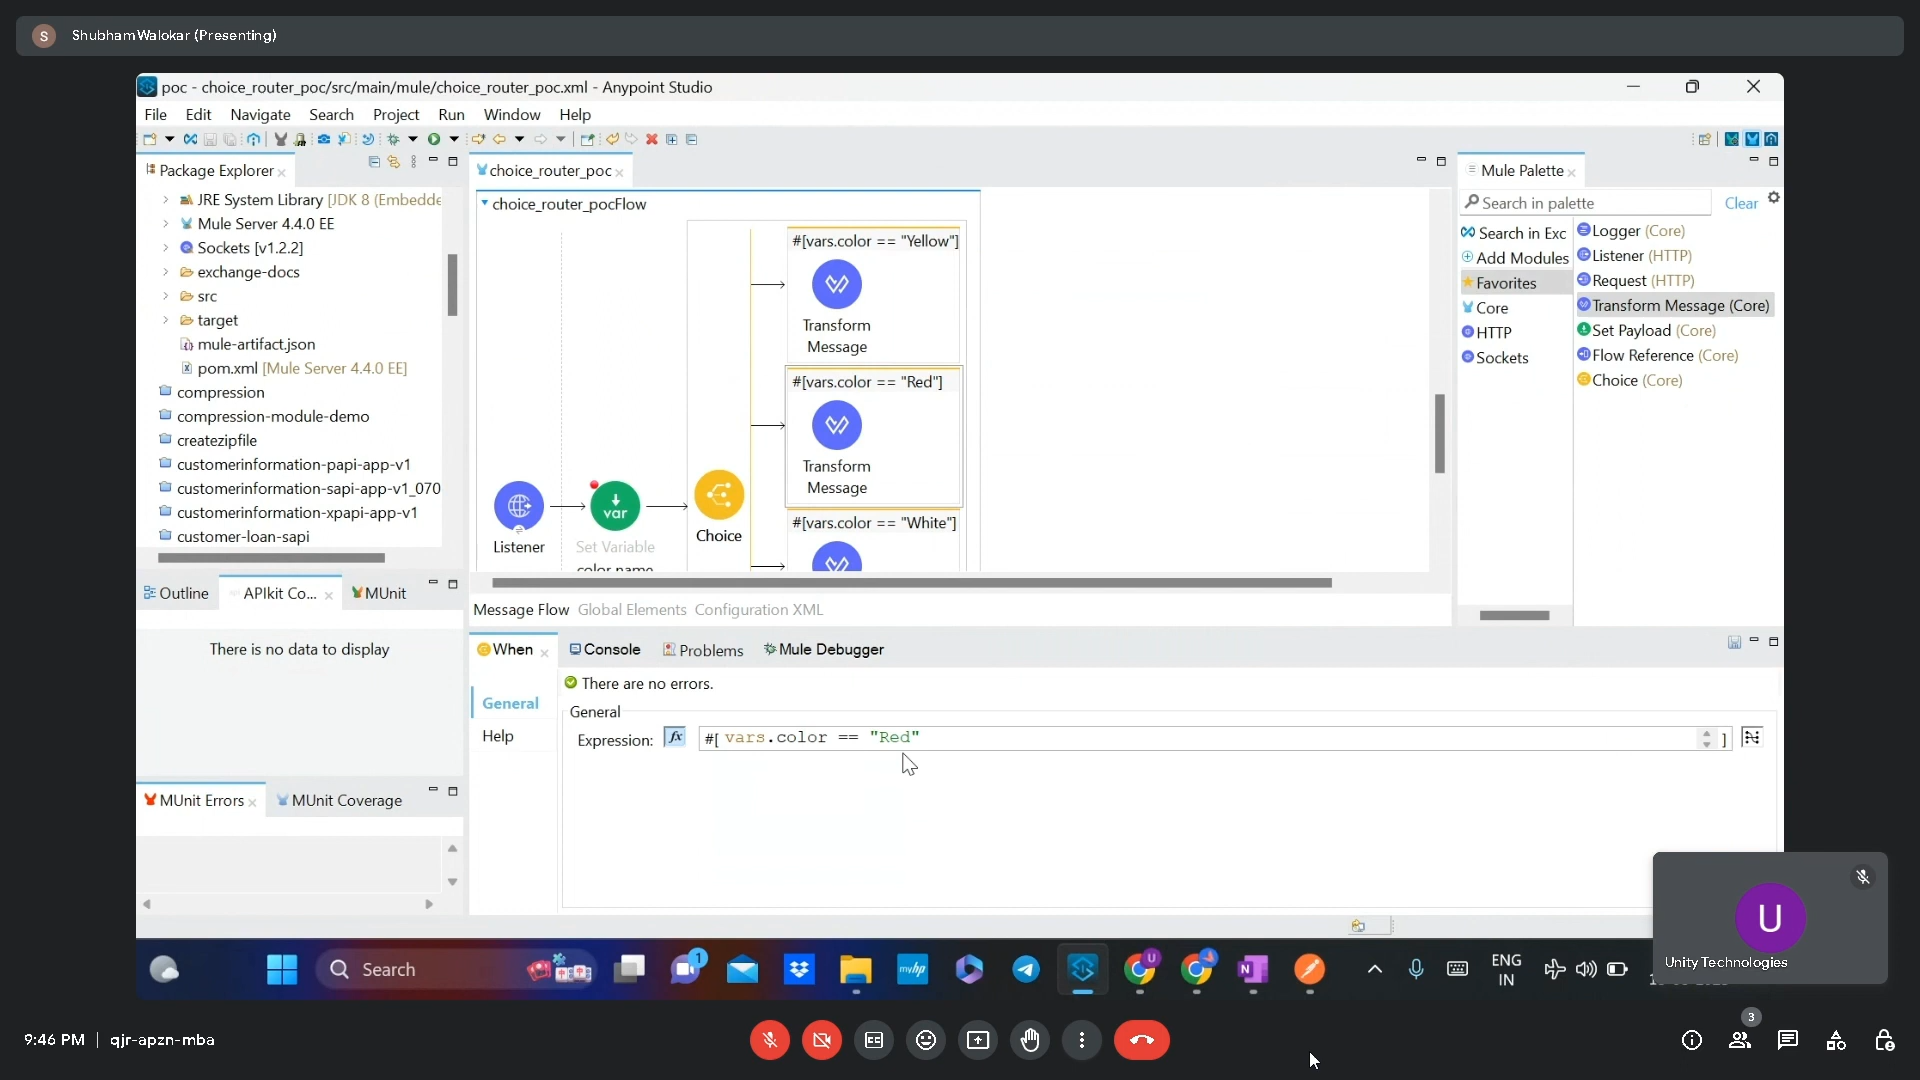 S ShubhamWalokar (Presenting)
poc - choice_router_poc/src/main/mule/choice_router_poc.xml - Anypoint Studio
File Edit Navigate Search Project Run Window Help
Package Explorer
JRE System Library [JDK 8 (Embedde
Mule Server 4.4.0 EE
Sockets [v1.2.2]
exchange-docs
src
target
mule-artifact.json
pom.xml [Mule Server 4.4.0 EE]
compression
compression-module-demo
createzipfile
customerinformation-papi-app-v1
customerinformation-sapi-app-v1_070
customerinformation-xpapi-app-v1
customer-loan-sapi
Outline APIkit Co... MUnit
There is no data to display
MUnit Errors MUnit Coverage
choice_router_poc
choice_router_pocFlow
#[vars.color == "Yellow"]
Transform
Message
#[vars.color == "Red"]
Transform
Message
#[vars.color == "White"]
Listener
var
Set Variable
color name
Choice
Message Flow Global Elements Configuration XML
Mule Palette
Search in palette Clear
Search in Exc
Add Modules
Favorites
Core
HTTP
Sockets
Logger (Core)
Listener (HTTP)
Request (HTTP)
Transform Message (Core)
Set Payload (Core)
Flow Reference (Core)
Choice (Core)
When Console Problems Mule Debugger
There are no errors.
General
Help
General
Expression: fx #[ vars.color == "Red" ]
Search
1
myhp
U
N
ENG
IN
U
Unity Technologies
9:46 PM | qjr-apzn-mba
3